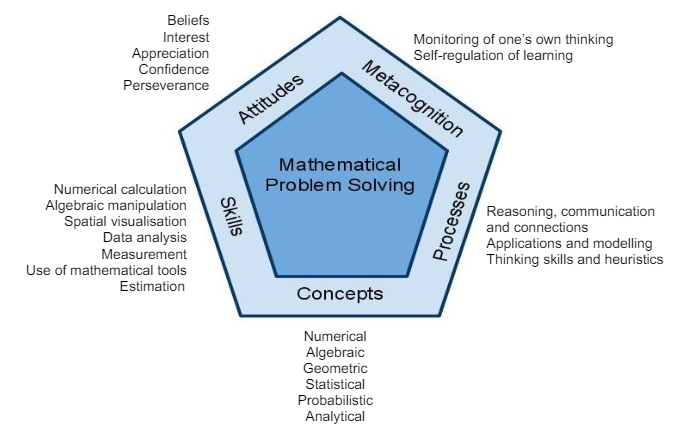 Beliefs
Interest
Appreciation
Confidence
Perseverance
Monitoring of one's own thinking
Self-regulation of learning
Attitudes
Metacognition
Mathematical
Problem Solving
Numerical calculation
Algebraic manipulation
Spatial visualisation
Data analysis
Measurement
Use of mathematical tools
Estimation
Skills
Processes
Reasoning, communication
and connections
Applications and modelling
Thinking skills and heuristics
Concepts
Numerical
Algebraic
Geometric
Statistical
Probabilistic
Analytical